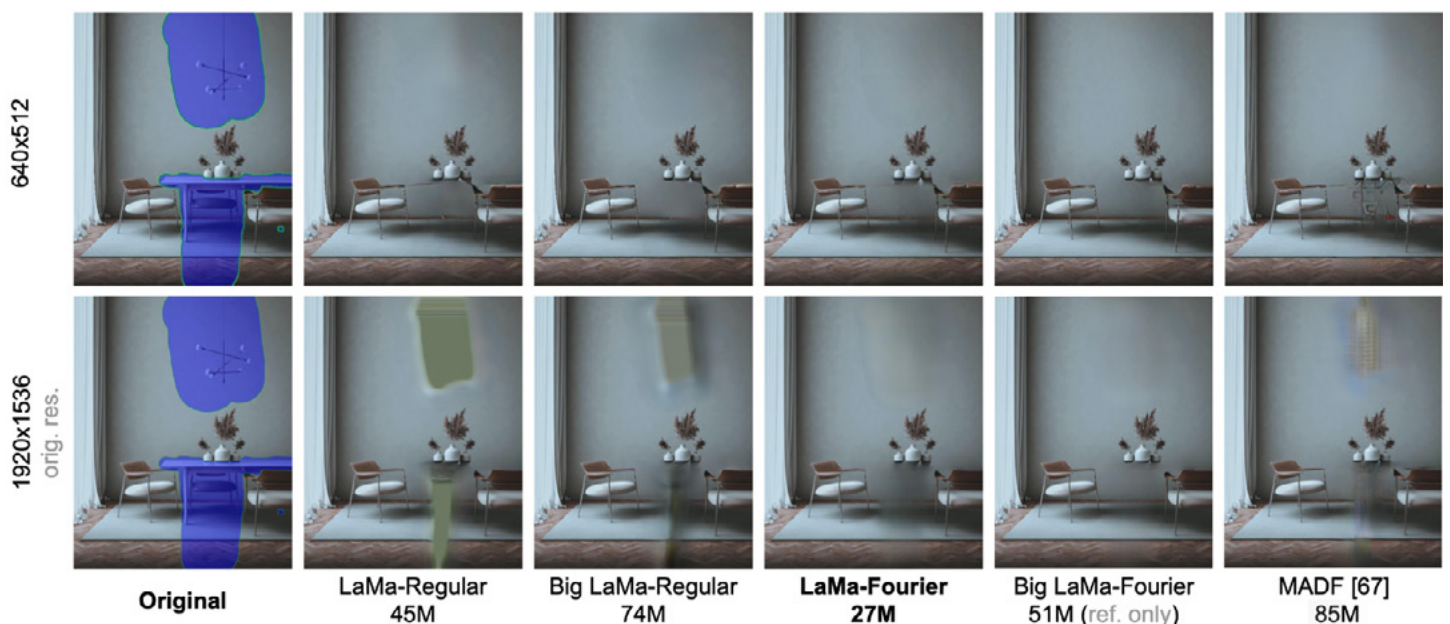 640x512
1920x1536
orig. res.
Original
LaMa-Regular
45M
Big LaMa-Regular
74M
LaMa-Fourier
27M
Big LaMa-Fourier
51M (ref. only)
MADF [67]
85M